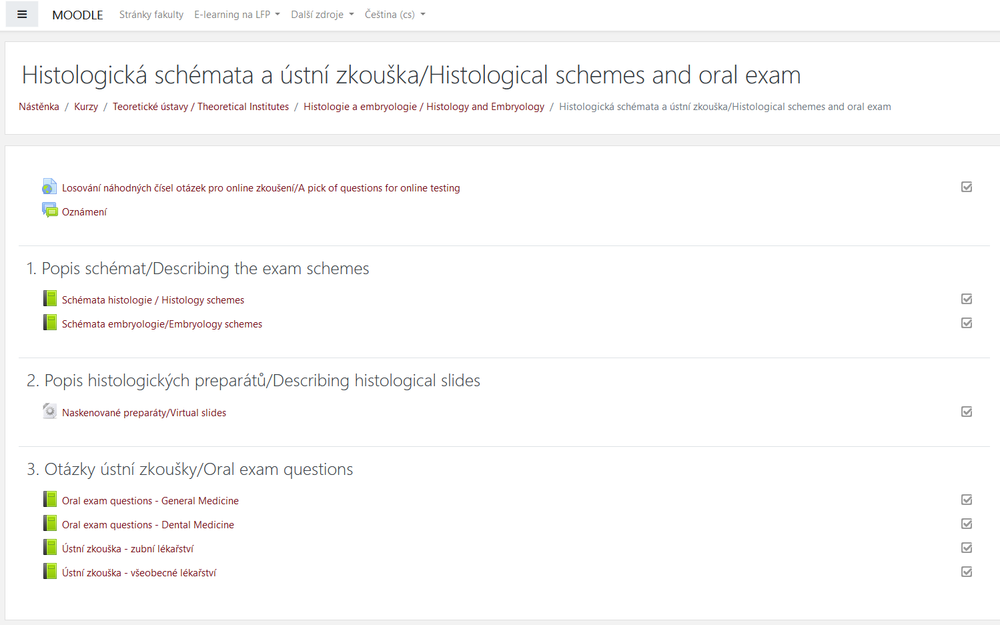 MOODLE Stránky fakulty E-learning na LFP Další zdroje Čeština (cs)
Histologická schémata a ústní zkouška/Histological schemes and oral exam
Nástěnka / Kurzy / Teoretické ústavy / Theoretical Institutes / Histologie a embryologie / Histology and Embryology / Histologická schémata a ústní zkouška/Histological schemes and oral exam
Losování náhodných čísel otázek pro online zkoušení/A pick of questions for online testing
Oznámení
1. Popis schémat/Describing the exam schemes
Schémata histologie / Histology schemes
Schémata embryologie/Embryology schemes
2. Popis histologických preparátů/Describing histological slides
Naskenované preparáty/Virtual slides
3. Otázky ústní zkoušky/Oral exam questions
Oral exam questions - General Medicine
Oral exam questions - Dental Medicine
Ústní zkouška - zubní lékařství
Ústní zkouška - všeobecné lékařství